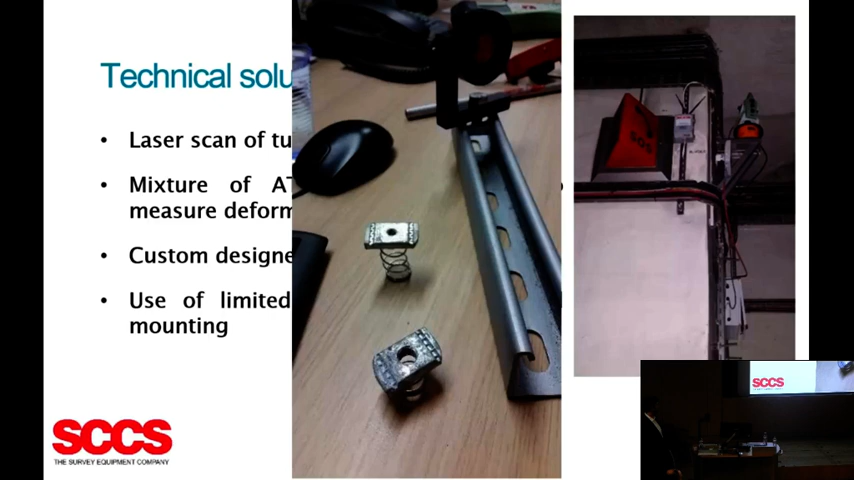 Technical solu
• Laser scan of tu
• Mixture of AT
measure deform
• Custom designe
• Use of limited
mounting
SCCS
THE SURVEY EQUIPMENT COMPANY
SOS
SCCS